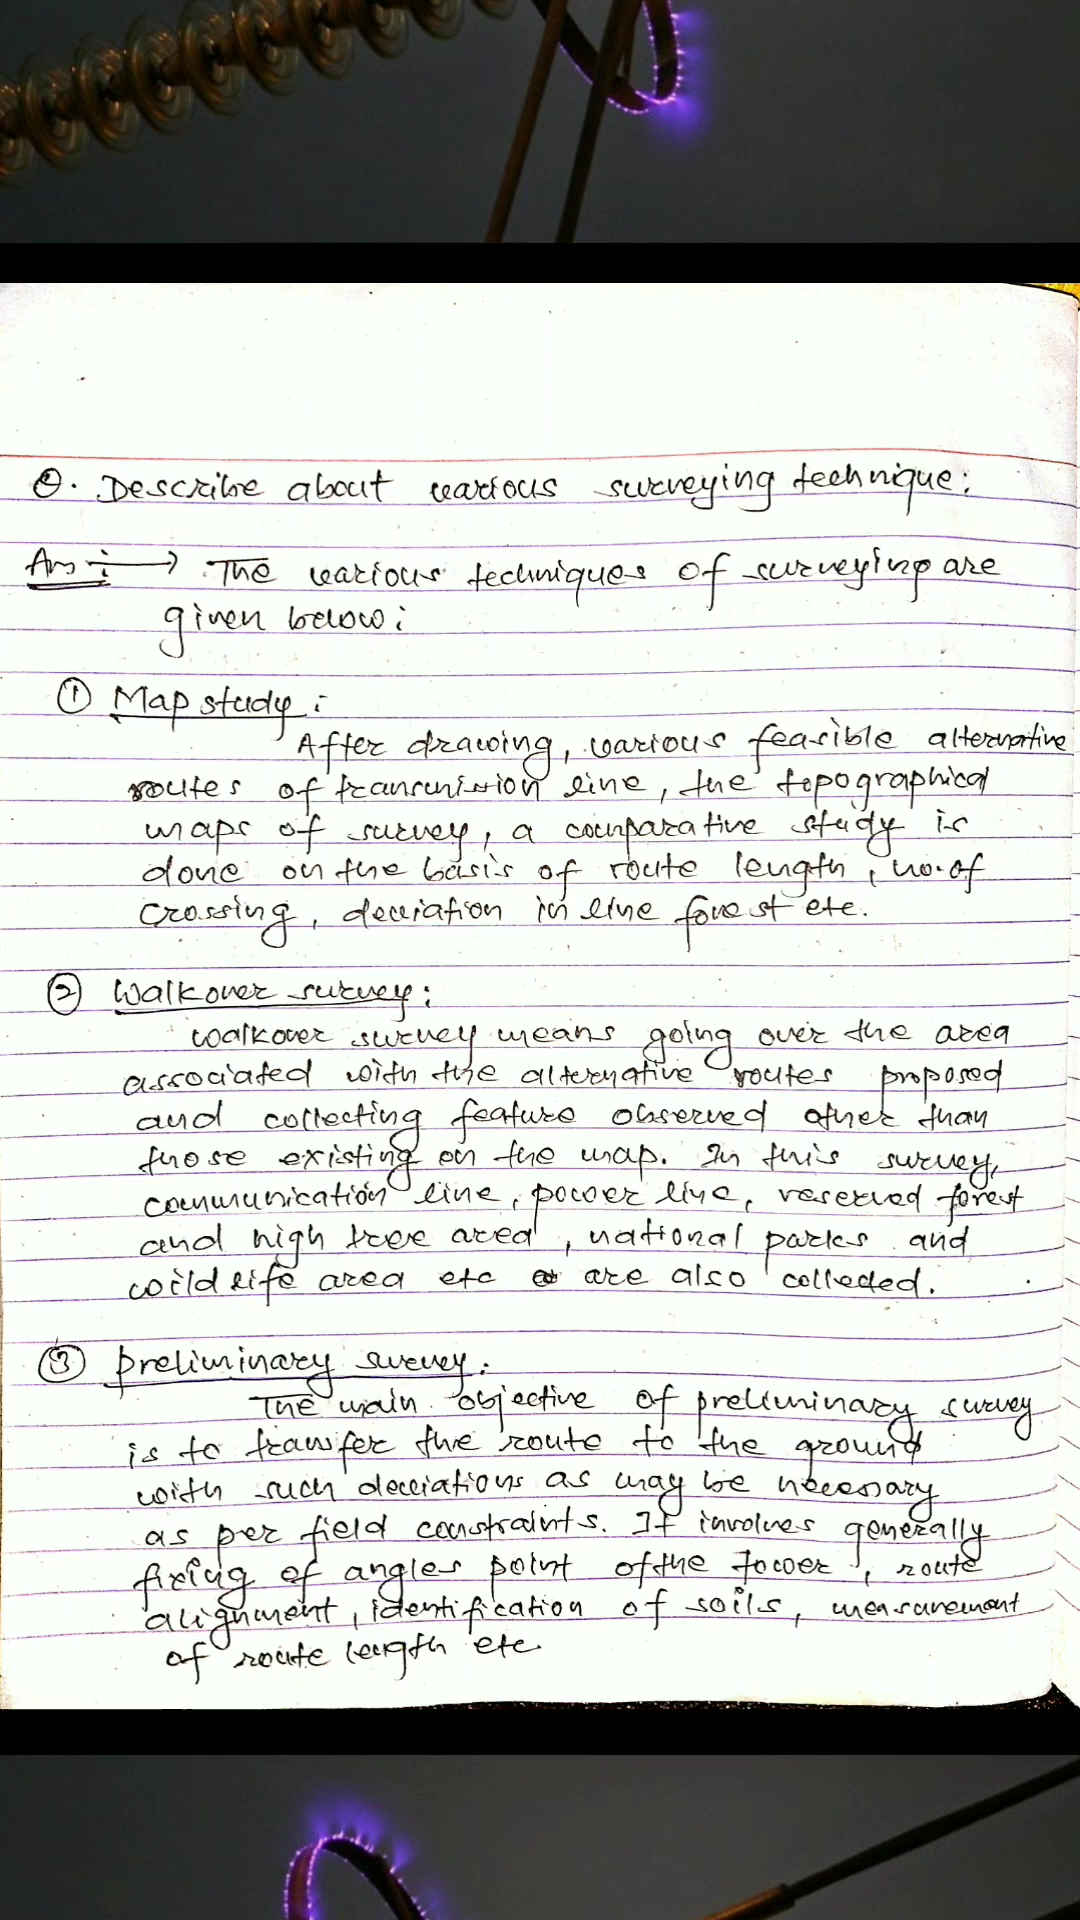 Q. Describe about various surveying technique:
Ans :→ The various techniques of surveying are
given below:
① Map study:
After drawing, various feasible alternative
routes of transmission line, the topographical
maps of survey, a comparative study is
done on the basis of route length, no. of
crossing, deviation in line forest etc.
② Walkover survey:
Walkover survey means going over the area
associated with the alternative routes proposed
and collecting feature observed other than
those existing on the map. In this survey,
communication line, power line, reserved forest
and high tree area, national parks and
wildlife area etc are also collected.
③ Preliminary survey:
The main objective of preliminary survey
is to transfer the route to the ground
with such deviations as may be necessary
as per field constraints. It involves generally
fixing of angles point of the tower, route
alignment, identification of soils, measurement
of route length etc.